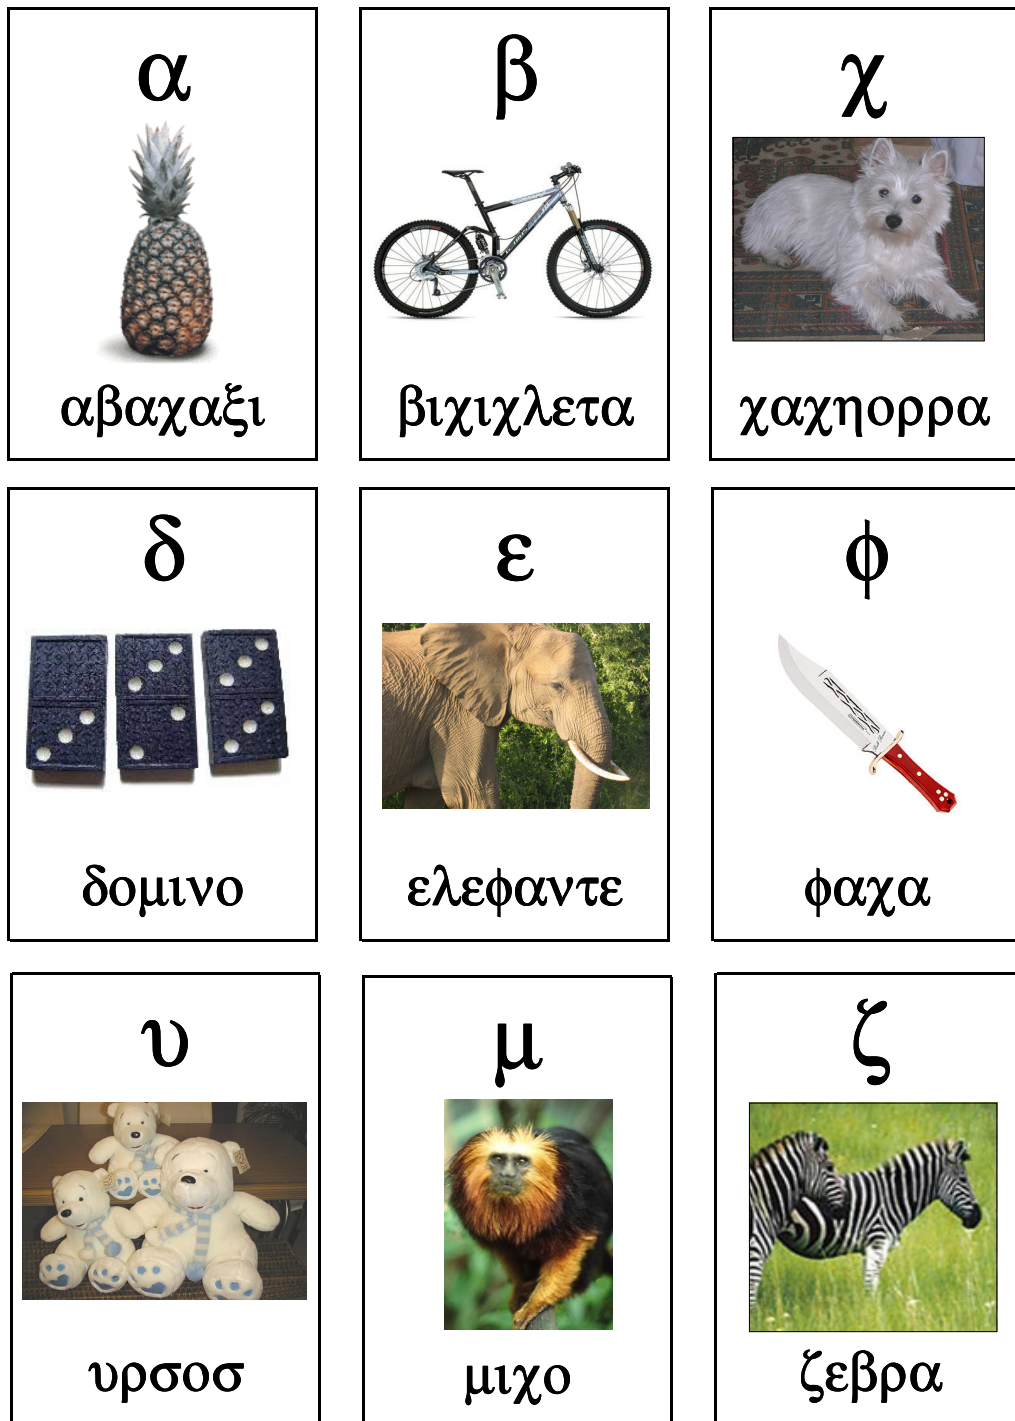 α
αβαχαξι
β
βιχιχλετα
χ
χαχηορρα
δ
δομινο
ε
ελεφαντε
φ
φαχα
υ
υρσοσ
μ
μιχο
ζ
ζεβρα